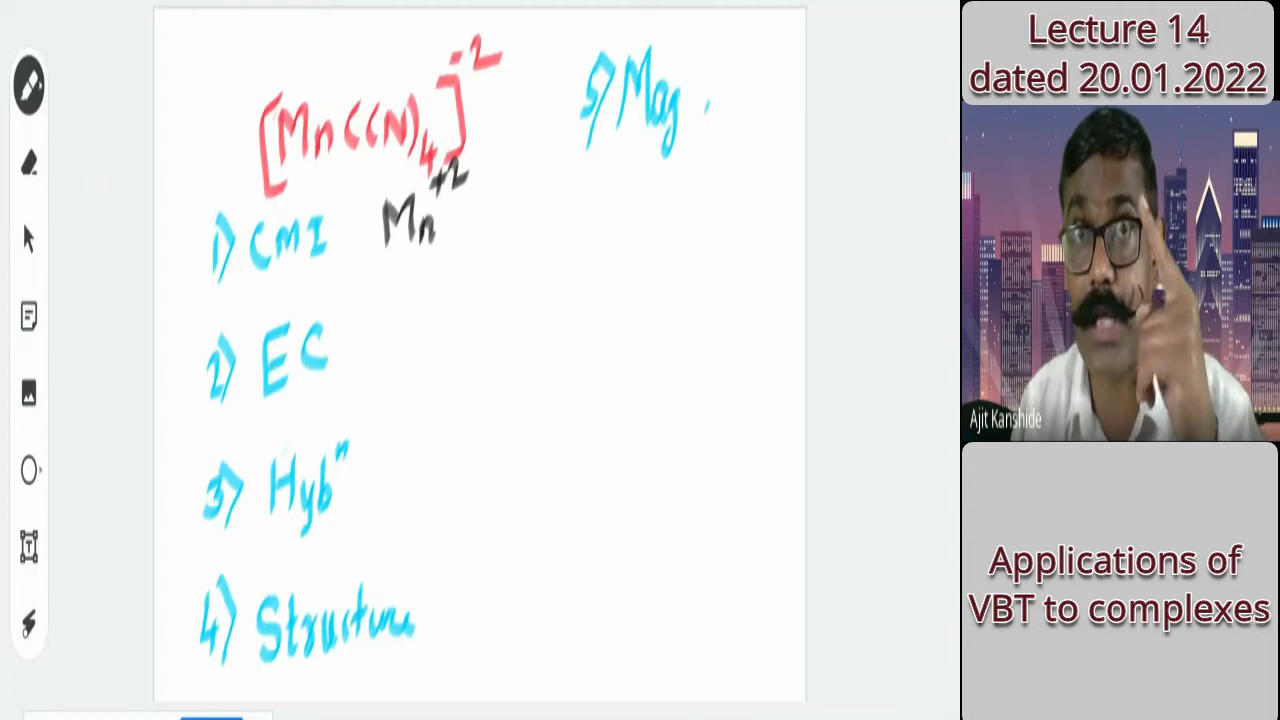 [Mn(CN)4]-2
1) CMI Mn+2
2) EC
3) Hybn
4) Structure
5) Mag.
Lecture 14
dated 20.01.2022
Ajit Kanshide
Applications of
VBT to complexes